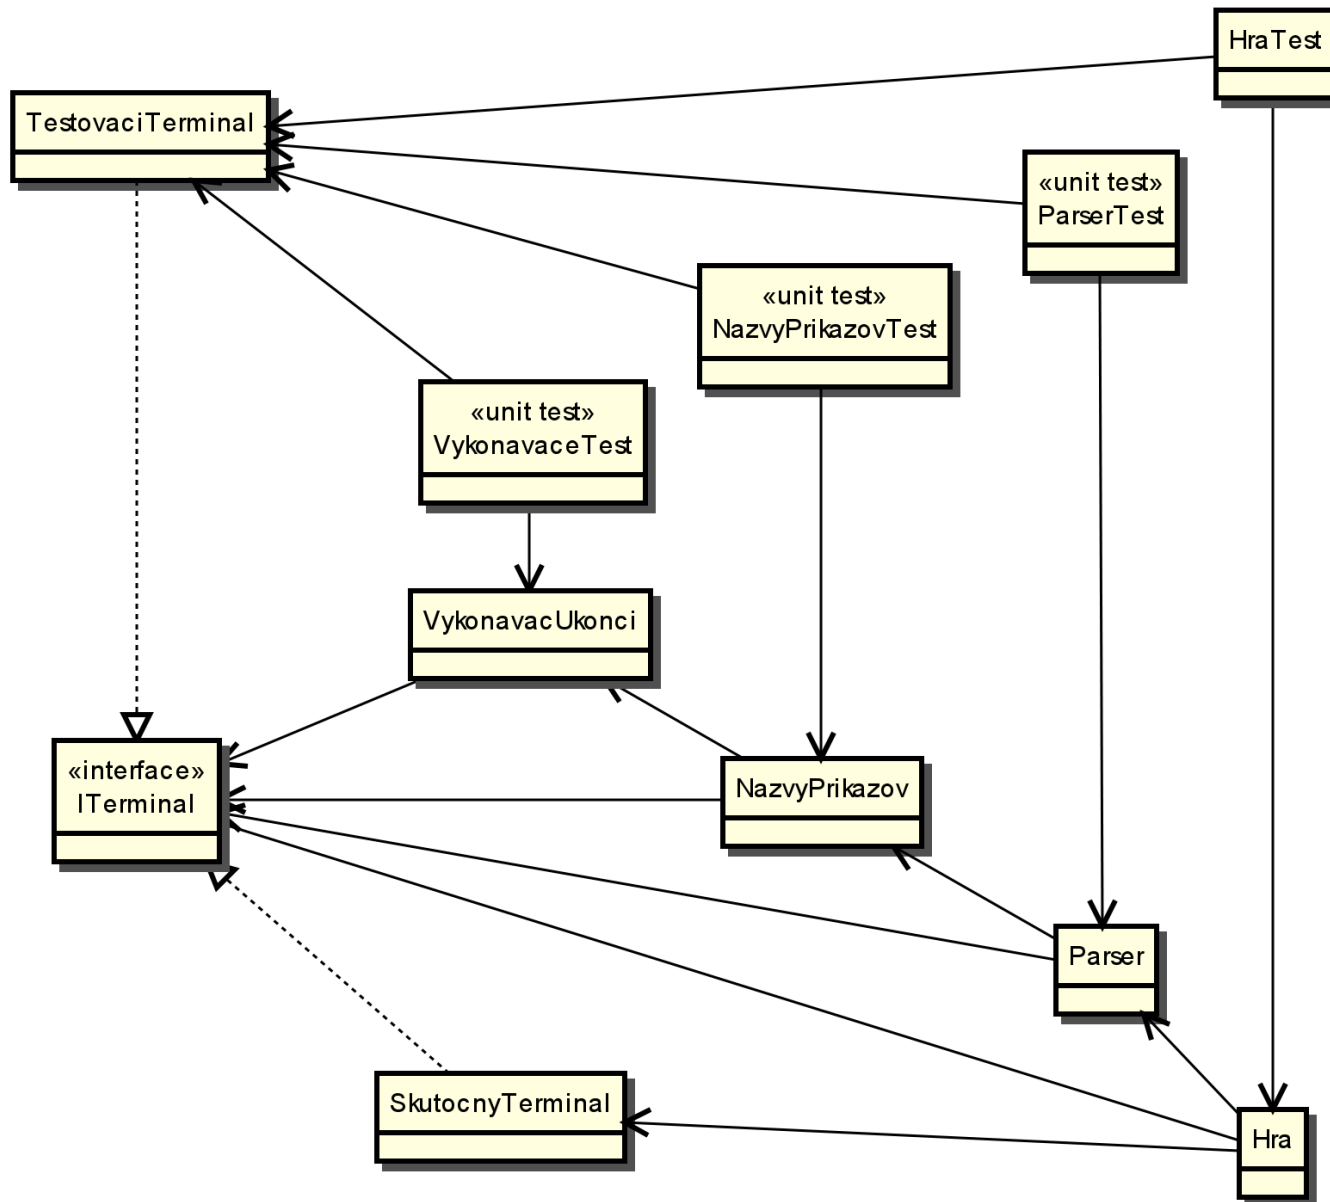 HraTest
TestovaciTerminal
«unit test»
ParserTest
«unit test»
NazvyPrikazovTest
«unit test»
VykonavaceTest
VykonavacUkonci
«interface»
ITerminal
NazvyPrikazov
Parser
SkutocnyTerminal
Hra